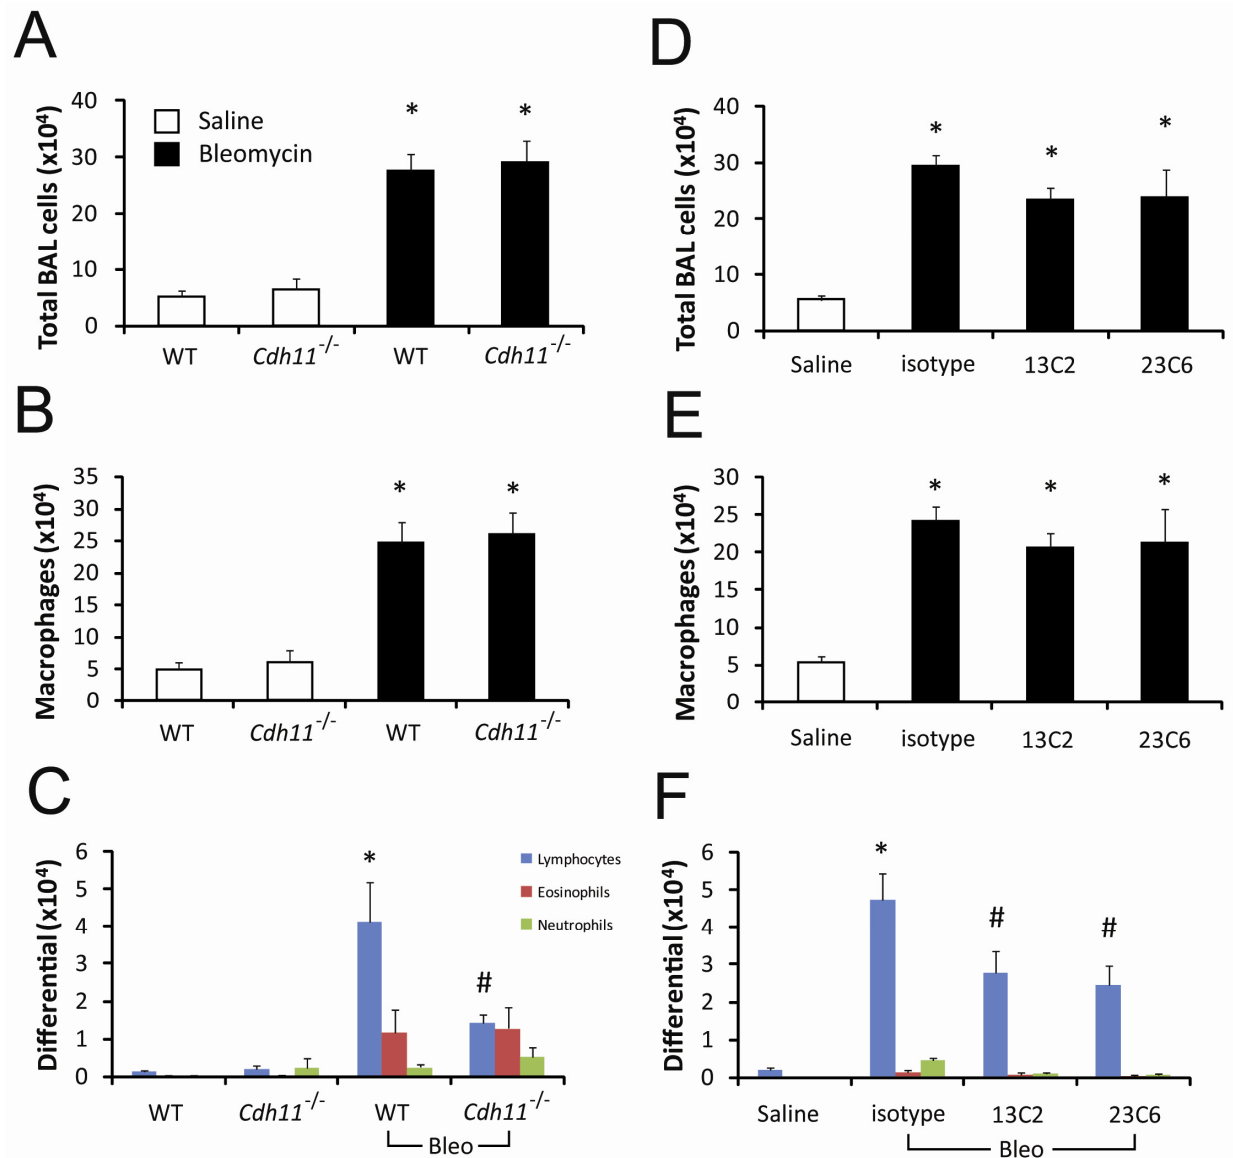 A
Total BAL cells (x10⁴)
40
30
20
10
0
Saline
Bleomycin
* *
WT Cdh11⁻/⁻ WT Cdh11⁻/⁻
D
Total BAL cells (x10⁴)
40
30
20
10
0
* * *
Saline isotype 13C2 23C6
B
Macrophages (x10⁴)
35
30
25
20
15
10
5
0
* *
WT Cdh11⁻/⁻ WT Cdh11⁻/⁻
E
Macrophages (x10⁴)
30
25
20
15
10
5
0
* * *
Saline isotype 13C2 23C6
C
Differential (x10⁴)
6
5
4
3
2
1
0
* #
Lymphocytes
Eosinophils
Neutrophils
WT Cdh11⁻/⁻ WT Cdh11⁻/⁻
Bleo
F
Differential (x10⁴)
6
5
4
3
2
1
0
* # #
Saline isotype 13C2 23C6
Bleo